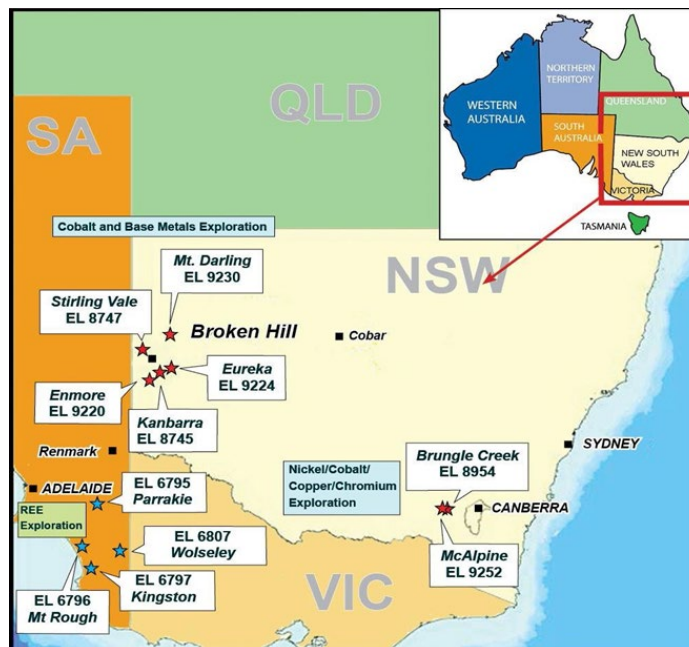 WESTERN
AUSTRALIA
NORTHERN
TERRITORY
QUEENSLAND
SOUTH
AUSTRALIA
NEW SOUTH
WALES
VICTORIA
TASMANIA
QLD
SA
Cobalt and Base Metals Exploration
NSW
Mt. Darling
EL 9230
Stirling Vale
EL 8747
Broken Hill
Cobar
Eureka
EL 9224
Enmore
EL 9220
Kanbarra
EL 8745
Renmark
SYDNEY
Brungle Creek
EL 8954
Nickel/Cobalt/
Copper/Chromium
Exploration
ADELAIDE
EL 6795
Parrakie
CANBERRA
REE
Exploration
EL 6807
Wolseley
McAlpine
EL 9252
EL 6797
Kingston
EL 6796
Mt Rough
VIC